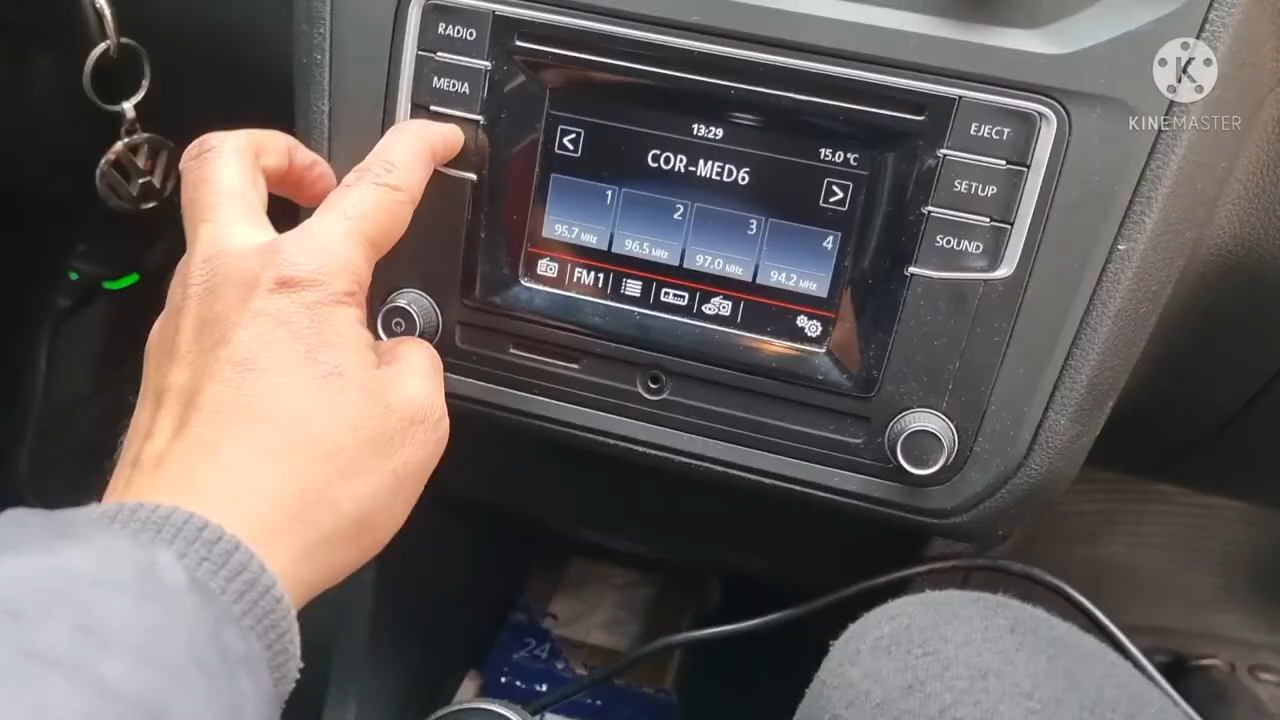 RADIO
MEDIA
EJECT
SETUP
SOUND
13:29
15.0 °C
COR-MED6
1
95.7 MHz
2
96.5 MHz
3
97.0 MHz
4
94.2 MHz
FM1
24
K
KINEMASTER